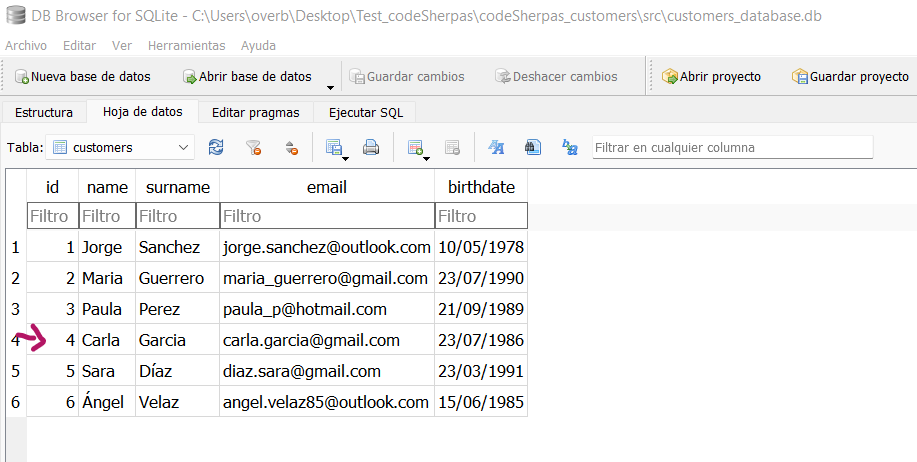 DB Browser for SQLite - C:\Users\overb\Desktop\Test_codeSherpas\codeSherpas_customers\src\customers_database.db
Archivo Editar Ver Herramientas Ayuda
Nueva base de datos Abrir base de datos Guardar cambios Deshacer cambios Abrir proyecto Guardar proyecto
Estructura Hoja de datos Editar pragmas Ejecutar SQL
Tabla: customers Filtrar en cualquier columna
id name surname email birthdate
Filtro Filtro Filtro Filtro Filtro
1 1 Jorge Sanchez jorge.sanchez@outlook.com 10/05/1978
2 2 Maria Guerrero maria_guerrero@gmail.com 23/07/1990
3 3 Paula Perez paula_p@hotmail.com 21/09/1989
4 4 Carla Garcia carla.garcia@gmail.com 23/07/1986
5 5 Sara Díaz diaz.sara@gmail.com 23/03/1991
6 6 Ángel Velaz angel.velaz85@outlook.com 15/06/1985